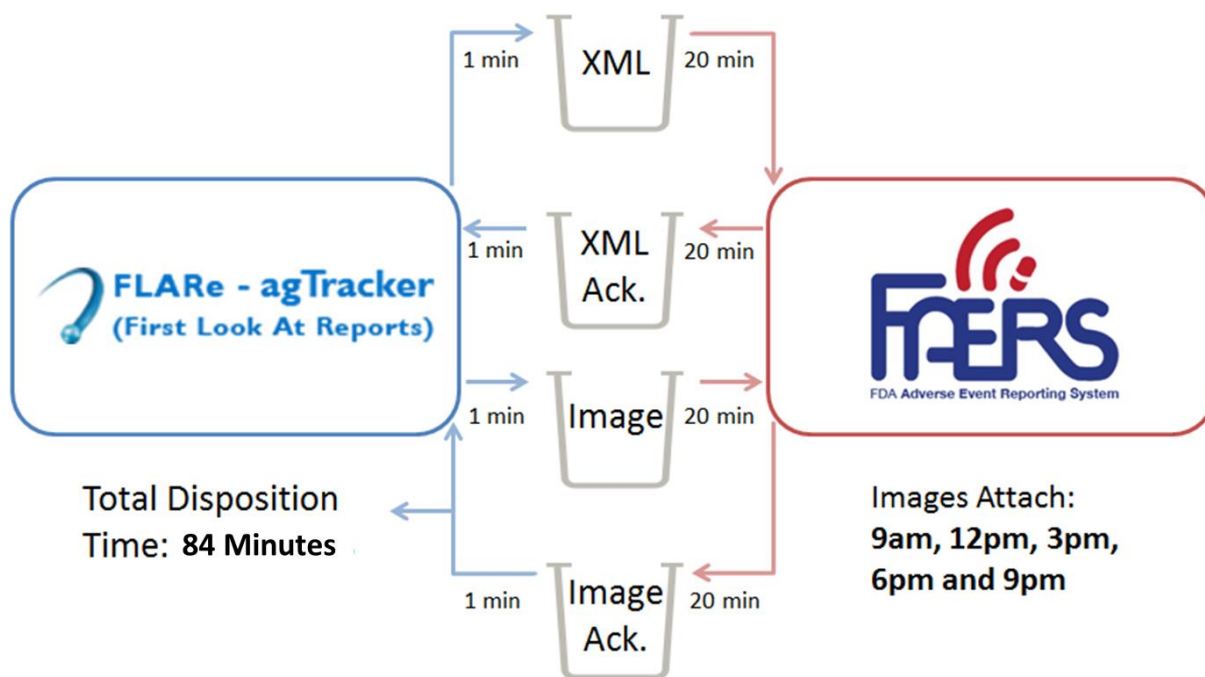 1 min
XML
20 min
1 min
XML
Ack.
20 min
FLARe - agTracker
(First Look At Reports)
FAERS
FDA Adverse Event Reporting System
1 min
Image
20 min
Total Disposition
Time: 84 Minutes
Images Attach:
9am, 12pm, 3pm,
6pm and 9pm
1 min
Image
Ack.
20 min